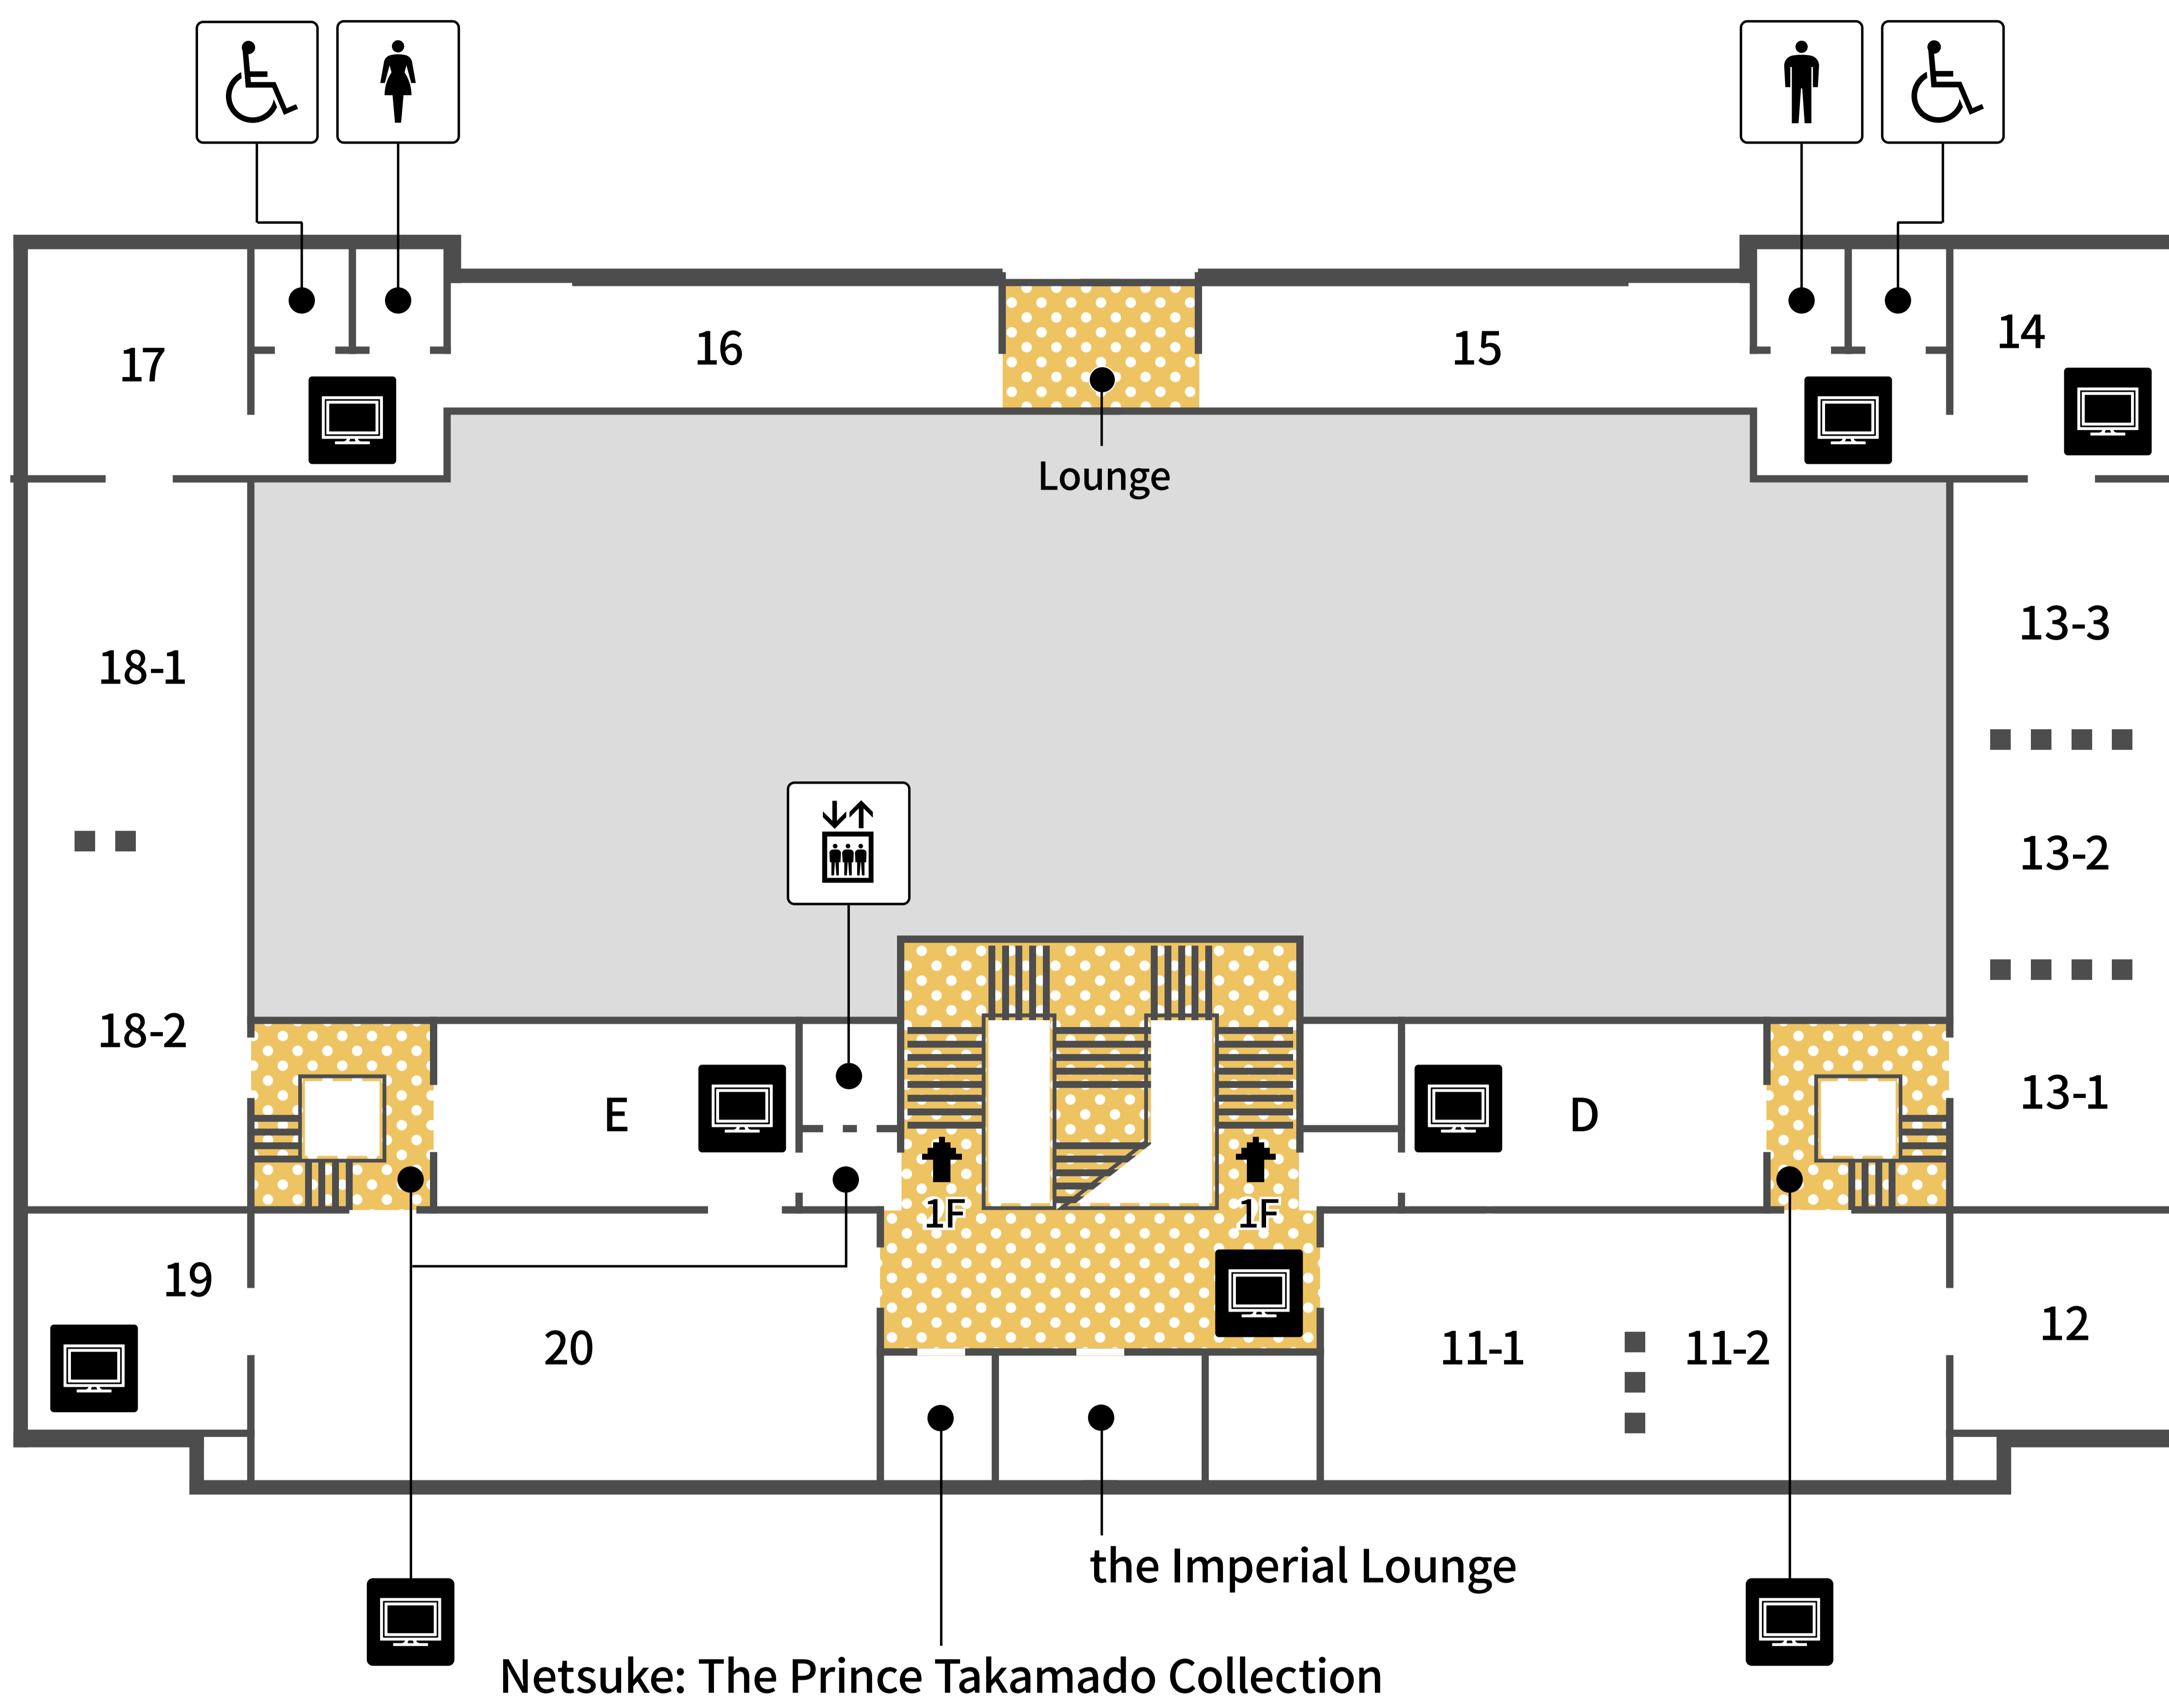 17
16
15
14
Lounge
18-1
13-3
13-2
18-2
E
D
13-1
1F
1F
19
20
11-1
11-2
12
the Imperial Lounge
Netsuke: The Prince Takamado Collection